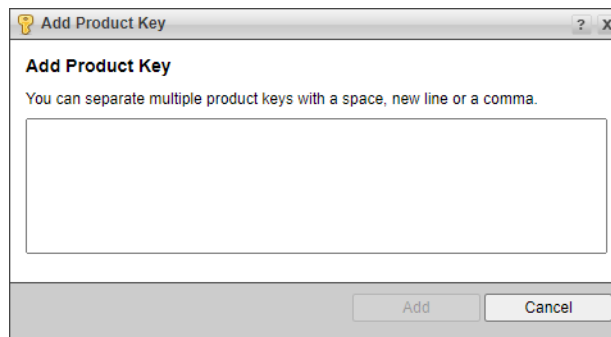 Add Product Key
? X
Add Product Key
You can separate multiple product keys with a space, new line or a comma.
Add Cancel